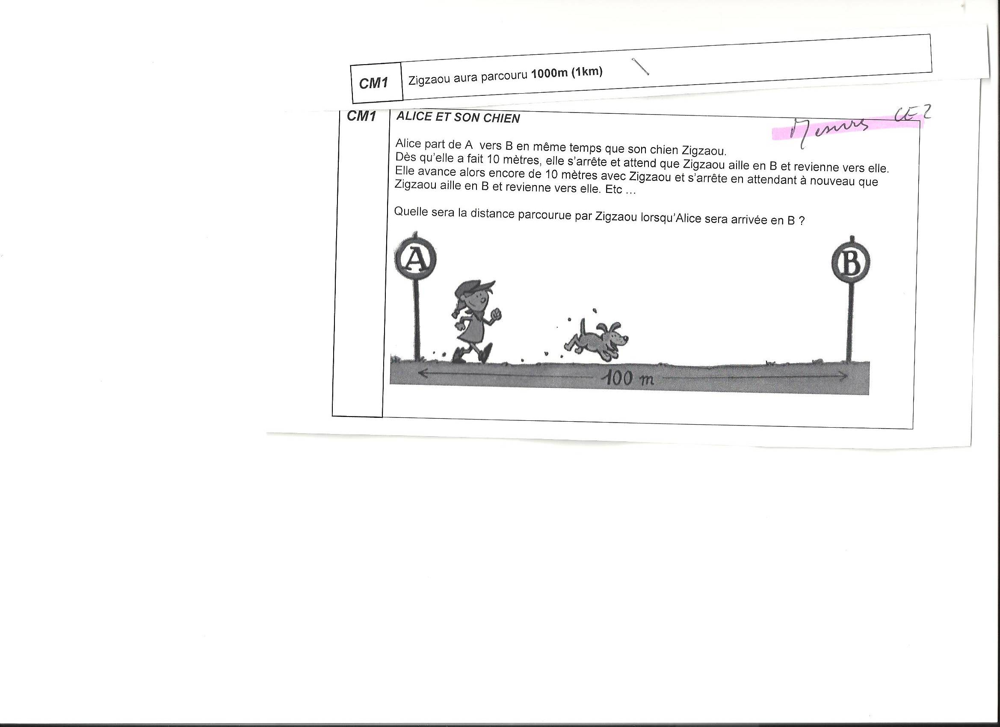 CM1 Zigzaou aura parcouru 1000m (1km)
CM1 ALICE ET SON CHIEN
Mesures CE2
Alice part de A vers B en même temps que son chien Zigzaou.
Dès qu'elle a fait 10 mètres, elle s'arrête et attend que Zigzaou aille en B et revienne vers elle.
Elle avance alors encore de 10 mètres avec Zigzaou et s'arrête en attendant à nouveau que
Zigzaou aille en B et revienne vers elle. Etc ...
Quelle sera la distance parcourue par Zigzaou lorsqu'Alice sera arrivée en B ?
A
B
100 m